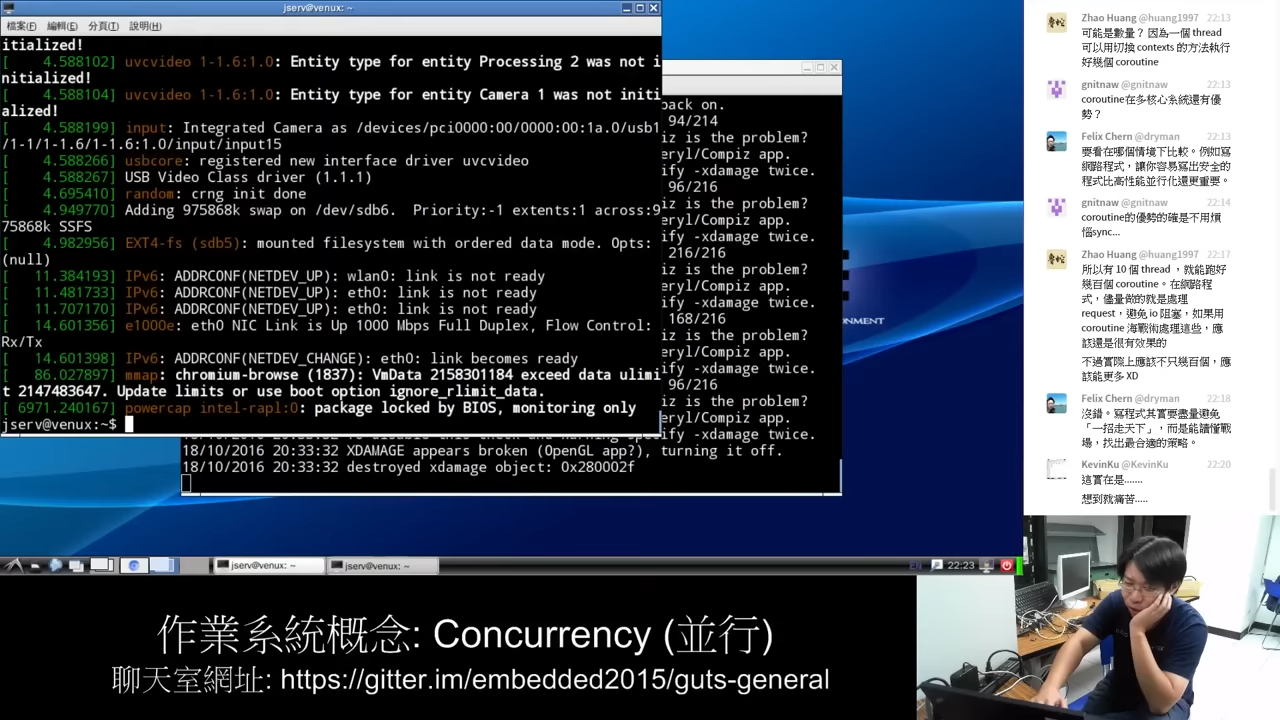 jserv@venux: ~
檔案(F) 編輯(E) 分頁(T) 說明(H)
itialized!
[    4.588102] uvcvideo 1-1.6:1.0: Entity type for entity Processing 2 was not i
nitialized!
[    4.588104] uvcvideo 1-1.6:1.0: Entity type for entity Camera 1 was not initi
alized!
[    4.588199] input: Integrated Camera as /devices/pci0000:00/0000:00:1a.0/usb1
/1-1/1-1.6/1-1.6:1.0/input/input15
[    4.588266] usbcore: registered new interface driver uvcvideo
[    4.588267] USB Video Class driver (1.1.1)
[    4.695410] random: crng init done
[    4.949770] Adding 975868k swap on /dev/sdb6.  Priority:-1 extents:1 across:9
75868k SSFS
[    4.982956] EXT4-fs (sdb5): mounted filesystem with ordered data mode. Opts:
(null)
[   11.384193] IPv6: ADDRCONF(NETDEV_UP): wlan0: link is not ready
[   11.481733] IPv6: ADDRCONF(NETDEV_UP): eth0: link is not ready
[   11.707170] IPv6: ADDRCONF(NETDEV_UP): eth0: link is not ready
[   14.601356] e1000e: eth0 NIC Link is Up 1000 Mbps Full Duplex, Flow Control:
Rx/Tx
[   14.601398] IPv6: ADDRCONF(NETDEV_CHANGE): eth0: link becomes ready
[   86.027897] mmap: chromium-browse (1837): VmData 2158301184 exceed data ulimi
t 2147483647. Update limits or use boot option ignore_rlimit_data.
[ 6971.240167] powercap intel-rapl:0: package locked by BIOS, monitoring only
jserv@venux:~$
back on.
94/214
iz is the problem?
eryl/Compiz app.
ify -xdamage twice.
96/216
iz is the problem?
eryl/Compiz app.
ify -xdamage twice.
216/216
iz is the problem?
eryl/Compiz app.
ify -xdamage twice.
168/216
iz is the problem?
eryl/Compiz app.
ify -xdamage twice.
96/216
iz is the problem?
eryl/Compiz app.
ify -xdamage twice.
18/10/2016 20:33:32 XDAMAGE appears broken (OpenGL app?), turning it off.
18/10/2016 20:33:32 destroyed xdamage object: 0x280002f
ONMENT
jserv@venux: ~
jserv@venux: ~
EN
22:23
Zhao Huang @huang1997 22:13
可能是數量？ 因為一個 thread
可以用切換 contexts 的方法執行
好幾個 coroutine
gnitnaw @gnitnaw 22:13
coroutine在多核心系統還有優
勢？
Felix Chern @dryman 22:13
要看在哪個情境下比較。例如寫
網路程式，讓你容易寫出安全的
程式比高性能並行化還更重要。
gnitnaw @gnitnaw 22:14
coroutine的優勢的確是不用煩
惱sync...
Zhao Huang @huang1997 22:17
所以有 10 個 thread ，就能跑好
幾百個 coroutine。在網路程
式，儘量做的就是處理
request，避免 io 阻塞，如果用
coroutine 海戰術處理這些，應
該還是很有效果的
不過實際上應該不只幾百個，應
該能更多 XD
Felix Chern @dryman 22:18
沒錯。寫程式其實要盡量避免
「一招走天下」，而是能讀懂戰
場，找出最合適的策略。
KevinKu @KevinKu 22:20
這實在是.......
想到就痛苦.....
作業系統概念: Concurrency (並行)
聊天室網址: https://gitter.im/embedded2015/guts-general